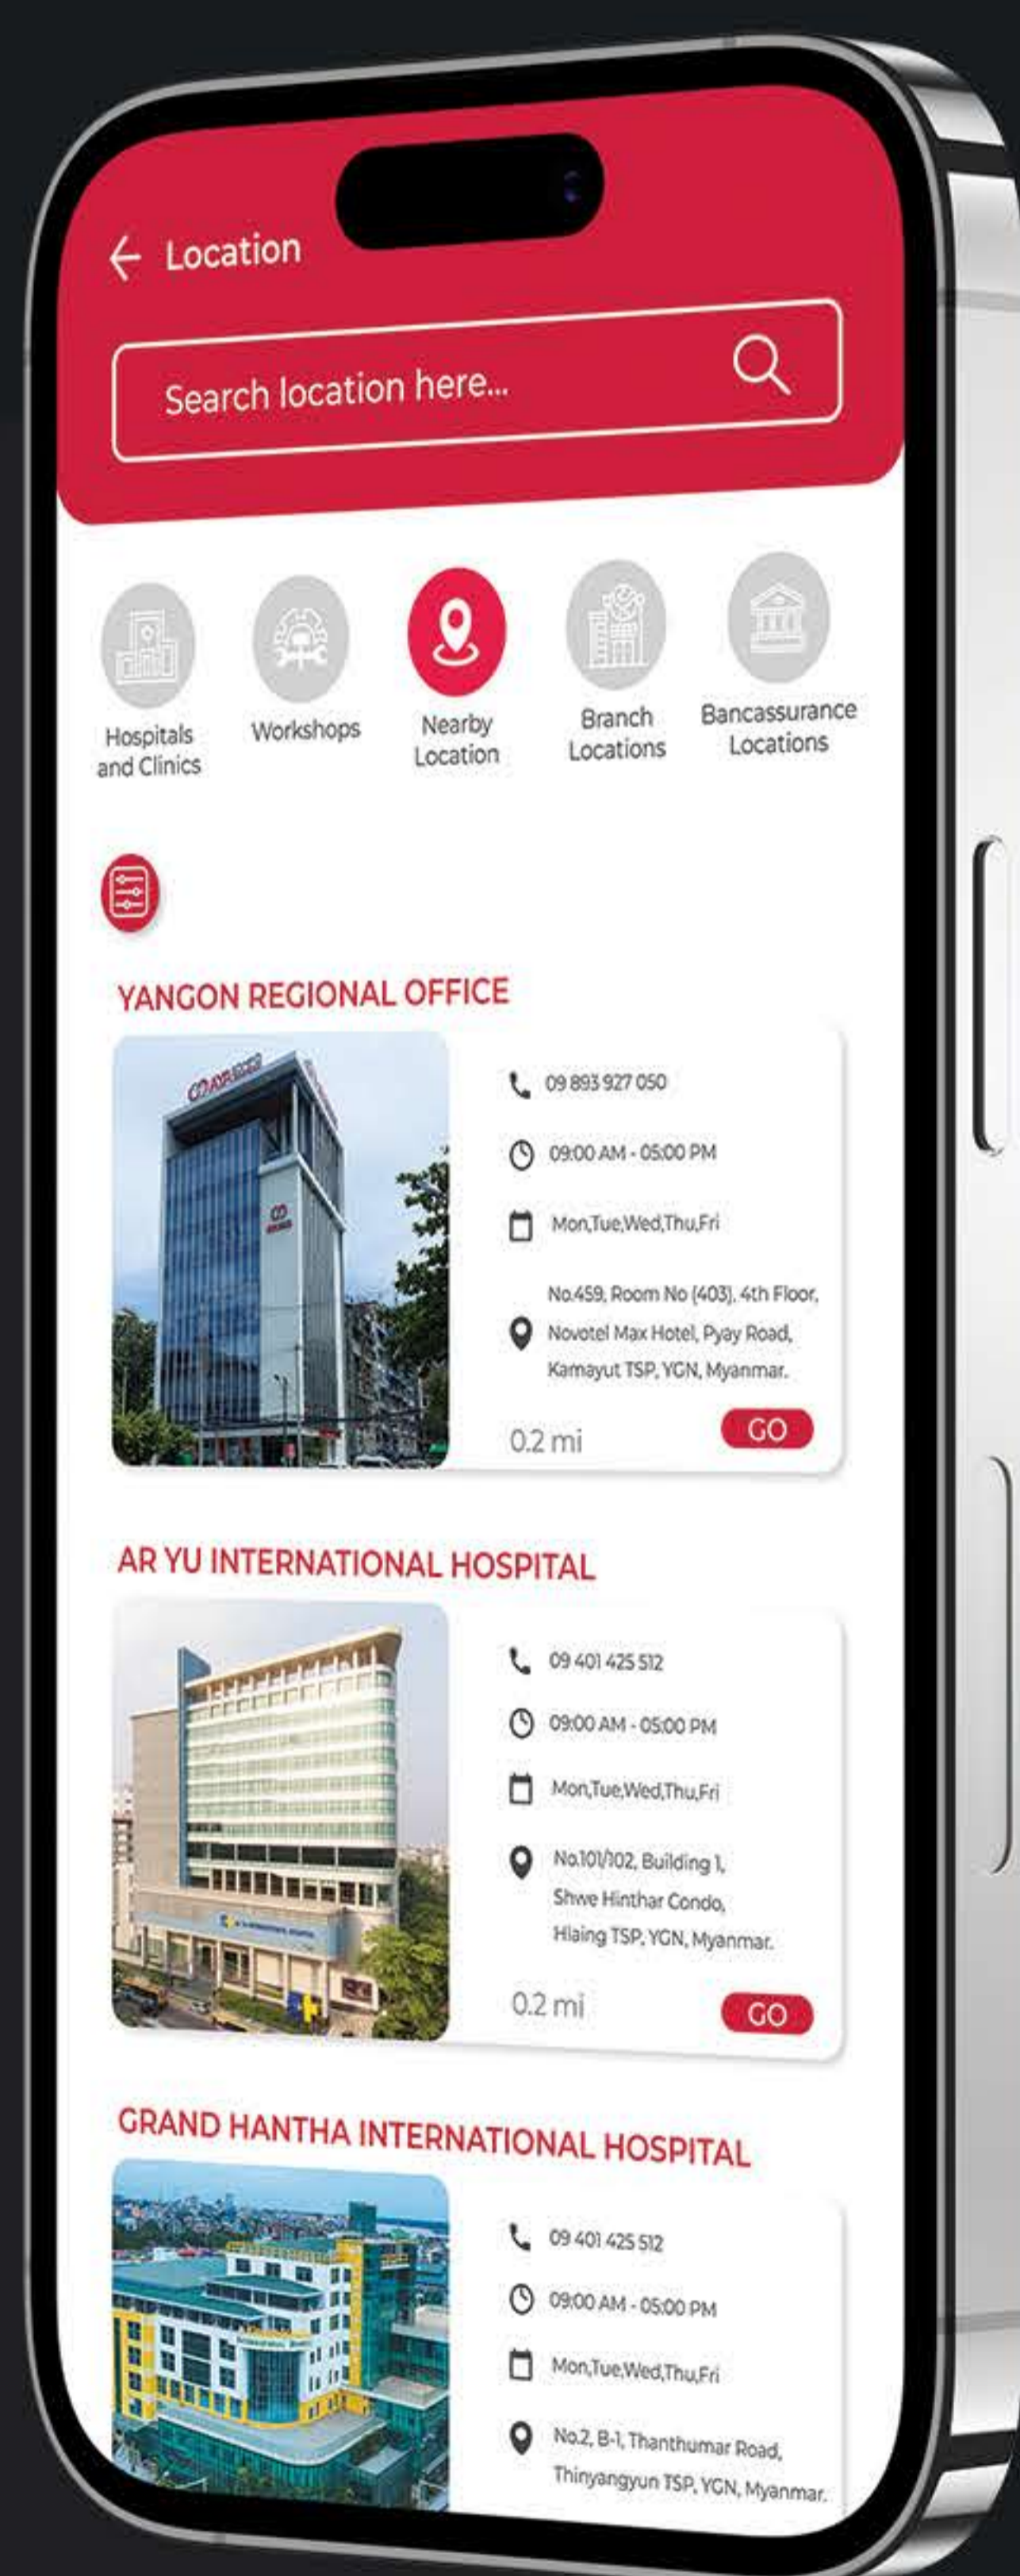 Location
Search location here...
Hospitals
and Clinics
Workshops
Nearby
Location
Branch
Locations
Bancassurance
Locations
YANGON REGIONAL OFFICE
09 893 927 050
09:00 AM - 05:00 PM
Mon,Tue,Wed,Thu,Fri
No.459, Room No (403), 4th Floor,
Novotel Max Hotel, Pyay Road,
Kamayut TSP, YGN, Myanmar.
0.2 mi
GO
AR YU INTERNATIONAL HOSPITAL
09 401 425 512
09:00 AM - 05:00 PM
Mon,Tue,Wed,Thu,Fri
No.101/102, Building 1,
Shwe Hinthar Condo,
Hlaing TSP, YGN, Myanmar.
0.2 mi
GO
GRAND HANTHA INTERNATIONAL HOSPITAL
09 401 425 512
09:00 AM - 05:00 PM
Mon,Tue,Wed,Thu,Fri
No.2, B-1, Thanthumar Road,
Thinyangyun TSP, YGN, Myanmar.